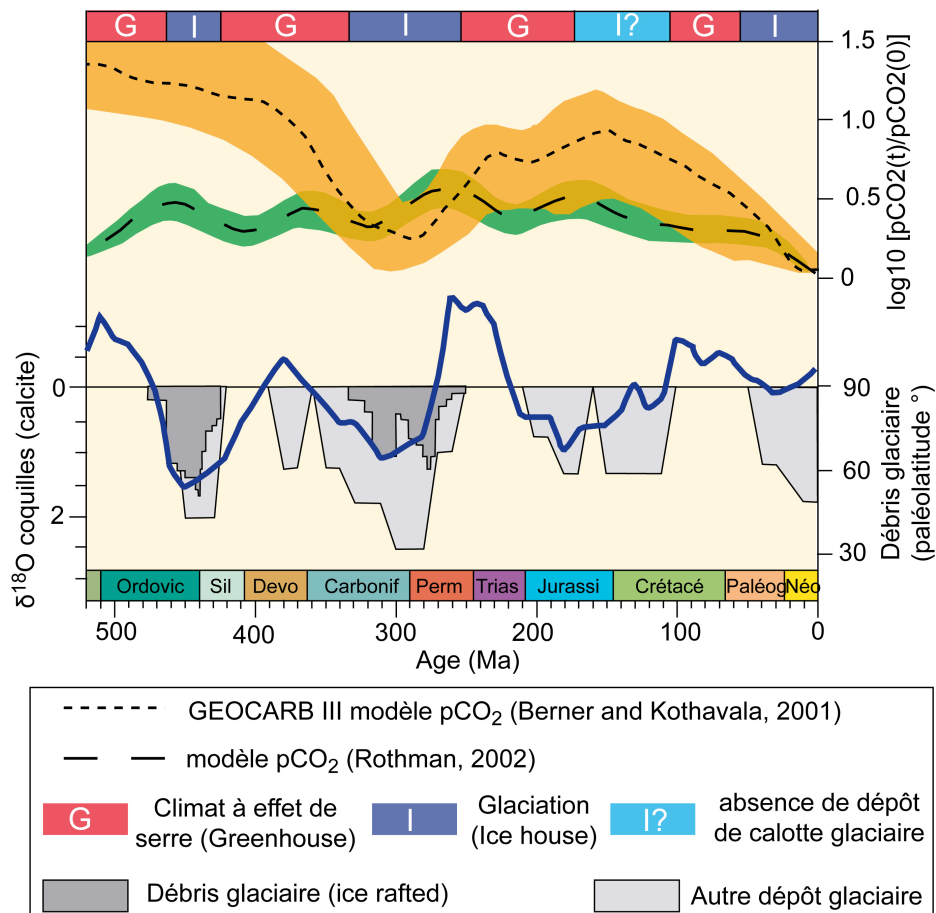 G I G I G I? G I
1.5
1.0
0.5
0
log10 [pCO2(t)/pCO2(0)]
δ¹⁸O coquilles (calcite)
0
2
90
60
30
Débris glaciaire
(paléolatitude °)
Ordovic Sil Devo Carbonif Perm Trias Jurassi Crétacé Paléog Néo
500 400 300 200 100 0
Age (Ma)
GEOCARB III modèle pCO₂ (Berner and Kothavala, 2001)
modèle pCO₂ (Rothman, 2002)
G
Climat à effet de
serre (Greenhouse)
I
Glaciation
(Ice house)
I?
absence de dépôt
de calotte glaciaire
Débris glaciaire (ice rafted)
Autre dépôt glaciaire